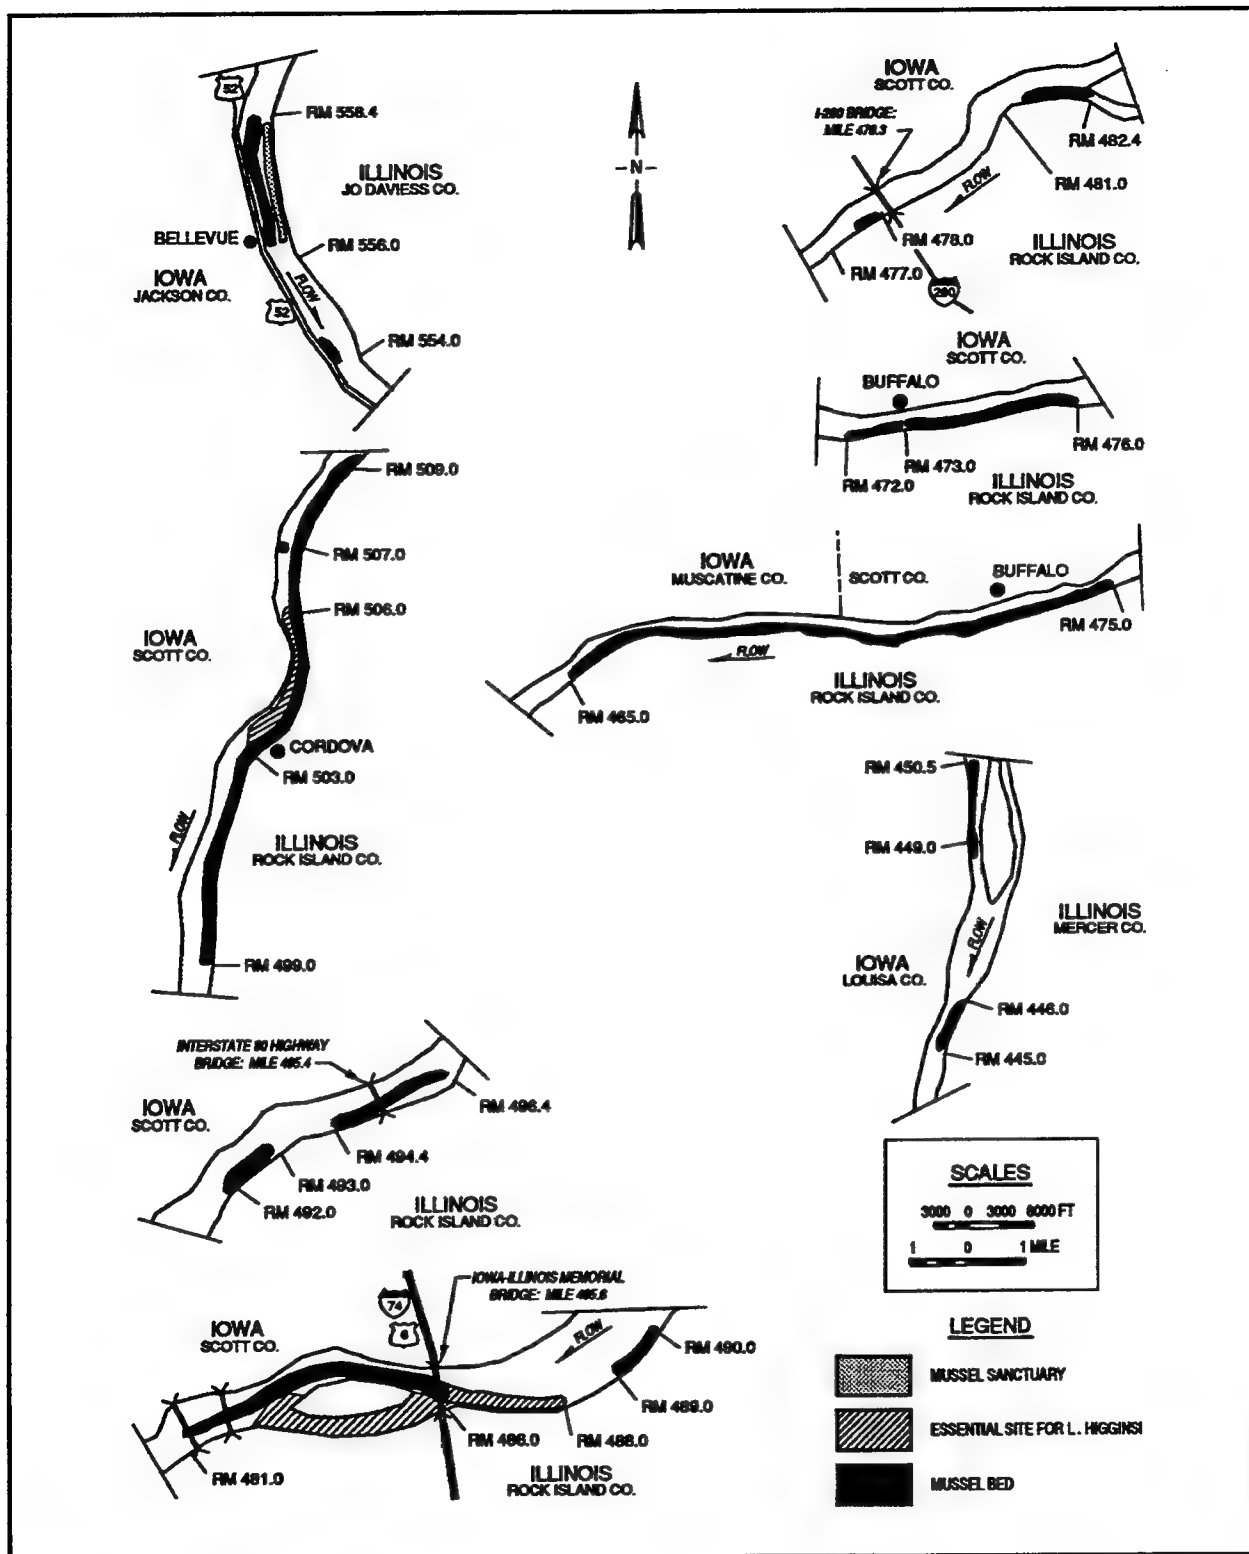 52
RM 558.4
ILLINOIS
JO DAVIESS CO.
BELLEVUE
RM 556.0
IOWA
JACKSON CO.
FLOW
52
RM 554.0
N
IOWA
SCOTT CO.
I-280 BRIDGE:
MILE 478.3
RM 482.4
FLOW
RM 481.0
RM 478.0
ILLINOIS
ROCK ISLAND CO.
RM 477.0
280
IOWA
SCOTT CO.
BUFFALO
RM 476.0
RM 473.0
RM 472.0
ILLINOIS
ROCK ISLAND CO.
RM 509.0
RM 507.0
RM 506.0
IOWA
SCOTT CO.
CORDOVA
RM 503.0
FLOW
ILLINOIS
ROCK ISLAND CO.
RM 499.0
IOWA
MUSCATINE CO.
SCOTT CO.
BUFFALO
RM 475.0
FLOW
ILLINOIS
ROCK ISLAND CO.
RM 465.0
RM 450.5
RM 449.0
ILLINOIS
MERCER CO.
FLOW
IOWA
LOUISA CO.
RM 446.0
RM 445.0
INTERSTATE 80 HIGHWAY
BRIDGE: MILE 495.4
IOWA
SCOTT CO.
RM 496.4
RM 494.4
RM 493.0
RM 492.0
ILLINOIS
ROCK ISLAND CO.
IOWA-ILLINOIS MEMORIAL
BRIDGE: MILE 485.8
74
6
IOWA
SCOTT CO.
FLOW
RM 490.0
RM 489.0
RM 486.0
RM 488.0
RM 481.0
ILLINOIS
ROCK ISLAND CO.
SCALES
3000 0 3000 6000 FT
1 0 1 MILE
LEGEND
MUSSEL SANCTUARY
ESSENTIAL SITE FOR L. HIGGINSI
MUSSEL BED